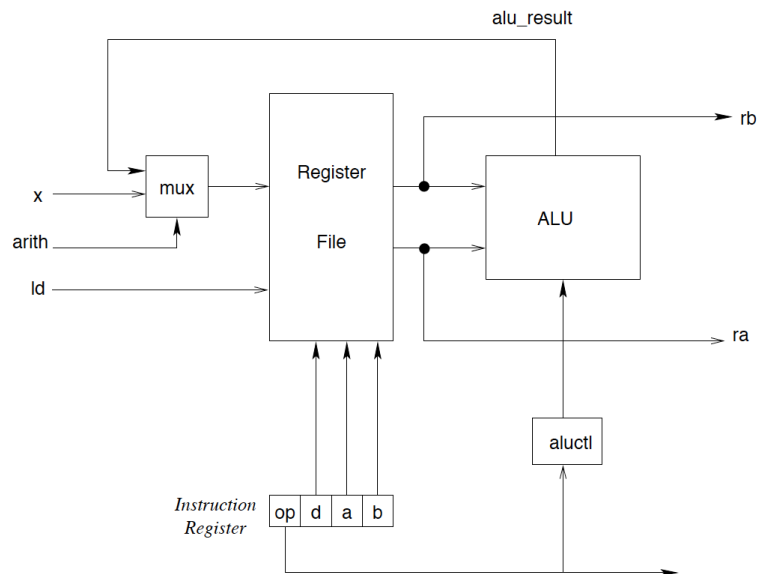 alu_result
rb
Register
mux
x
ALU
arith
File
ld
ra
aluctl
Instruction
Register
op d a b